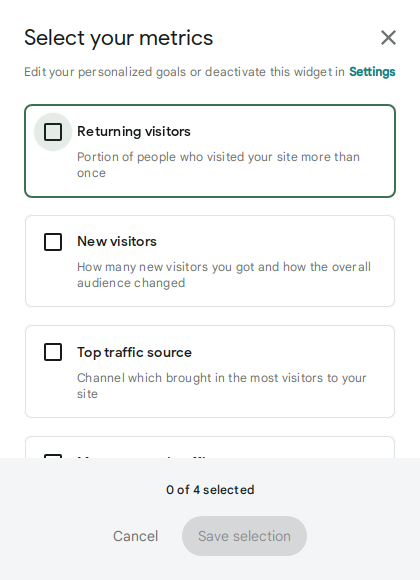 Select your metrics
Edit your personalized goals or deactivate this widget in Settings
Returning visitors
Portion of people who visited your site more than
once
New visitors
How many new visitors you got and how the overall
audience changed
Top traffic source
Channel which brought in the most visitors to your
site
0 of 4 selected
Cancel
Save selection